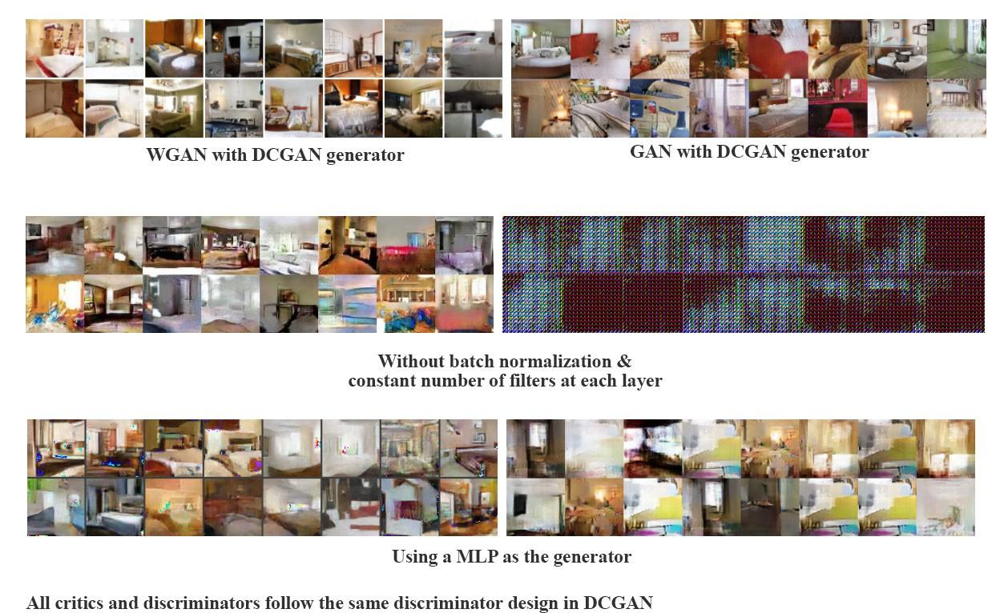 WGAN with DCGAN generator
GAN with DCGAN generator
Without batch normalization &
constant number of filters at each layer
Using a MLP as the generator
All critics and discriminators follow the same discriminator design in DCGAN